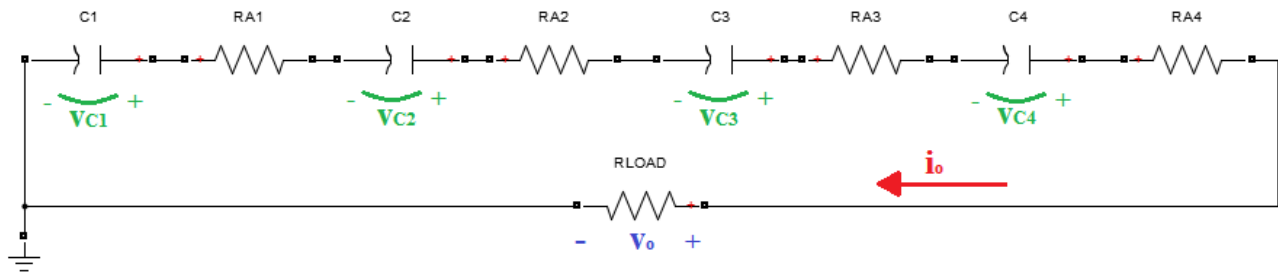 C1 RA1 C2 RA2 C3 RA3 C4 RA4
- + - + - + - +
vC1 vC2 vC3 vC4
RLOAD
io
- vo +